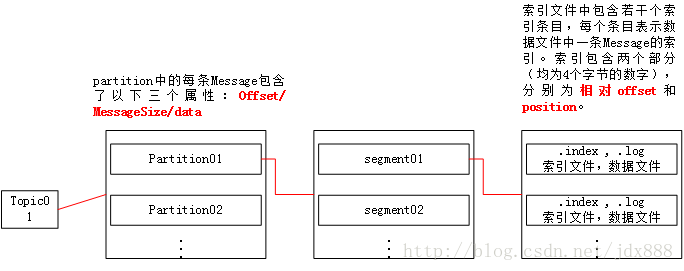 partition中的每条Message包含
了以下三个属性：Offset/
MessageSize/data
索引文件中包含若干个索
引条目，每个条目表示数
据文件中一条Message的索
引。索引包含两个部分
（均为4个字节的数字），
分别为相对offset和
position。
Topic0
1
Partition01
Partition02
⋮
segment01
segment02
⋮
.index , .log
索引文件，数据文件
.index , .log
索引文件，数据文件
⋮
http://blog.csdn.net/jdx888